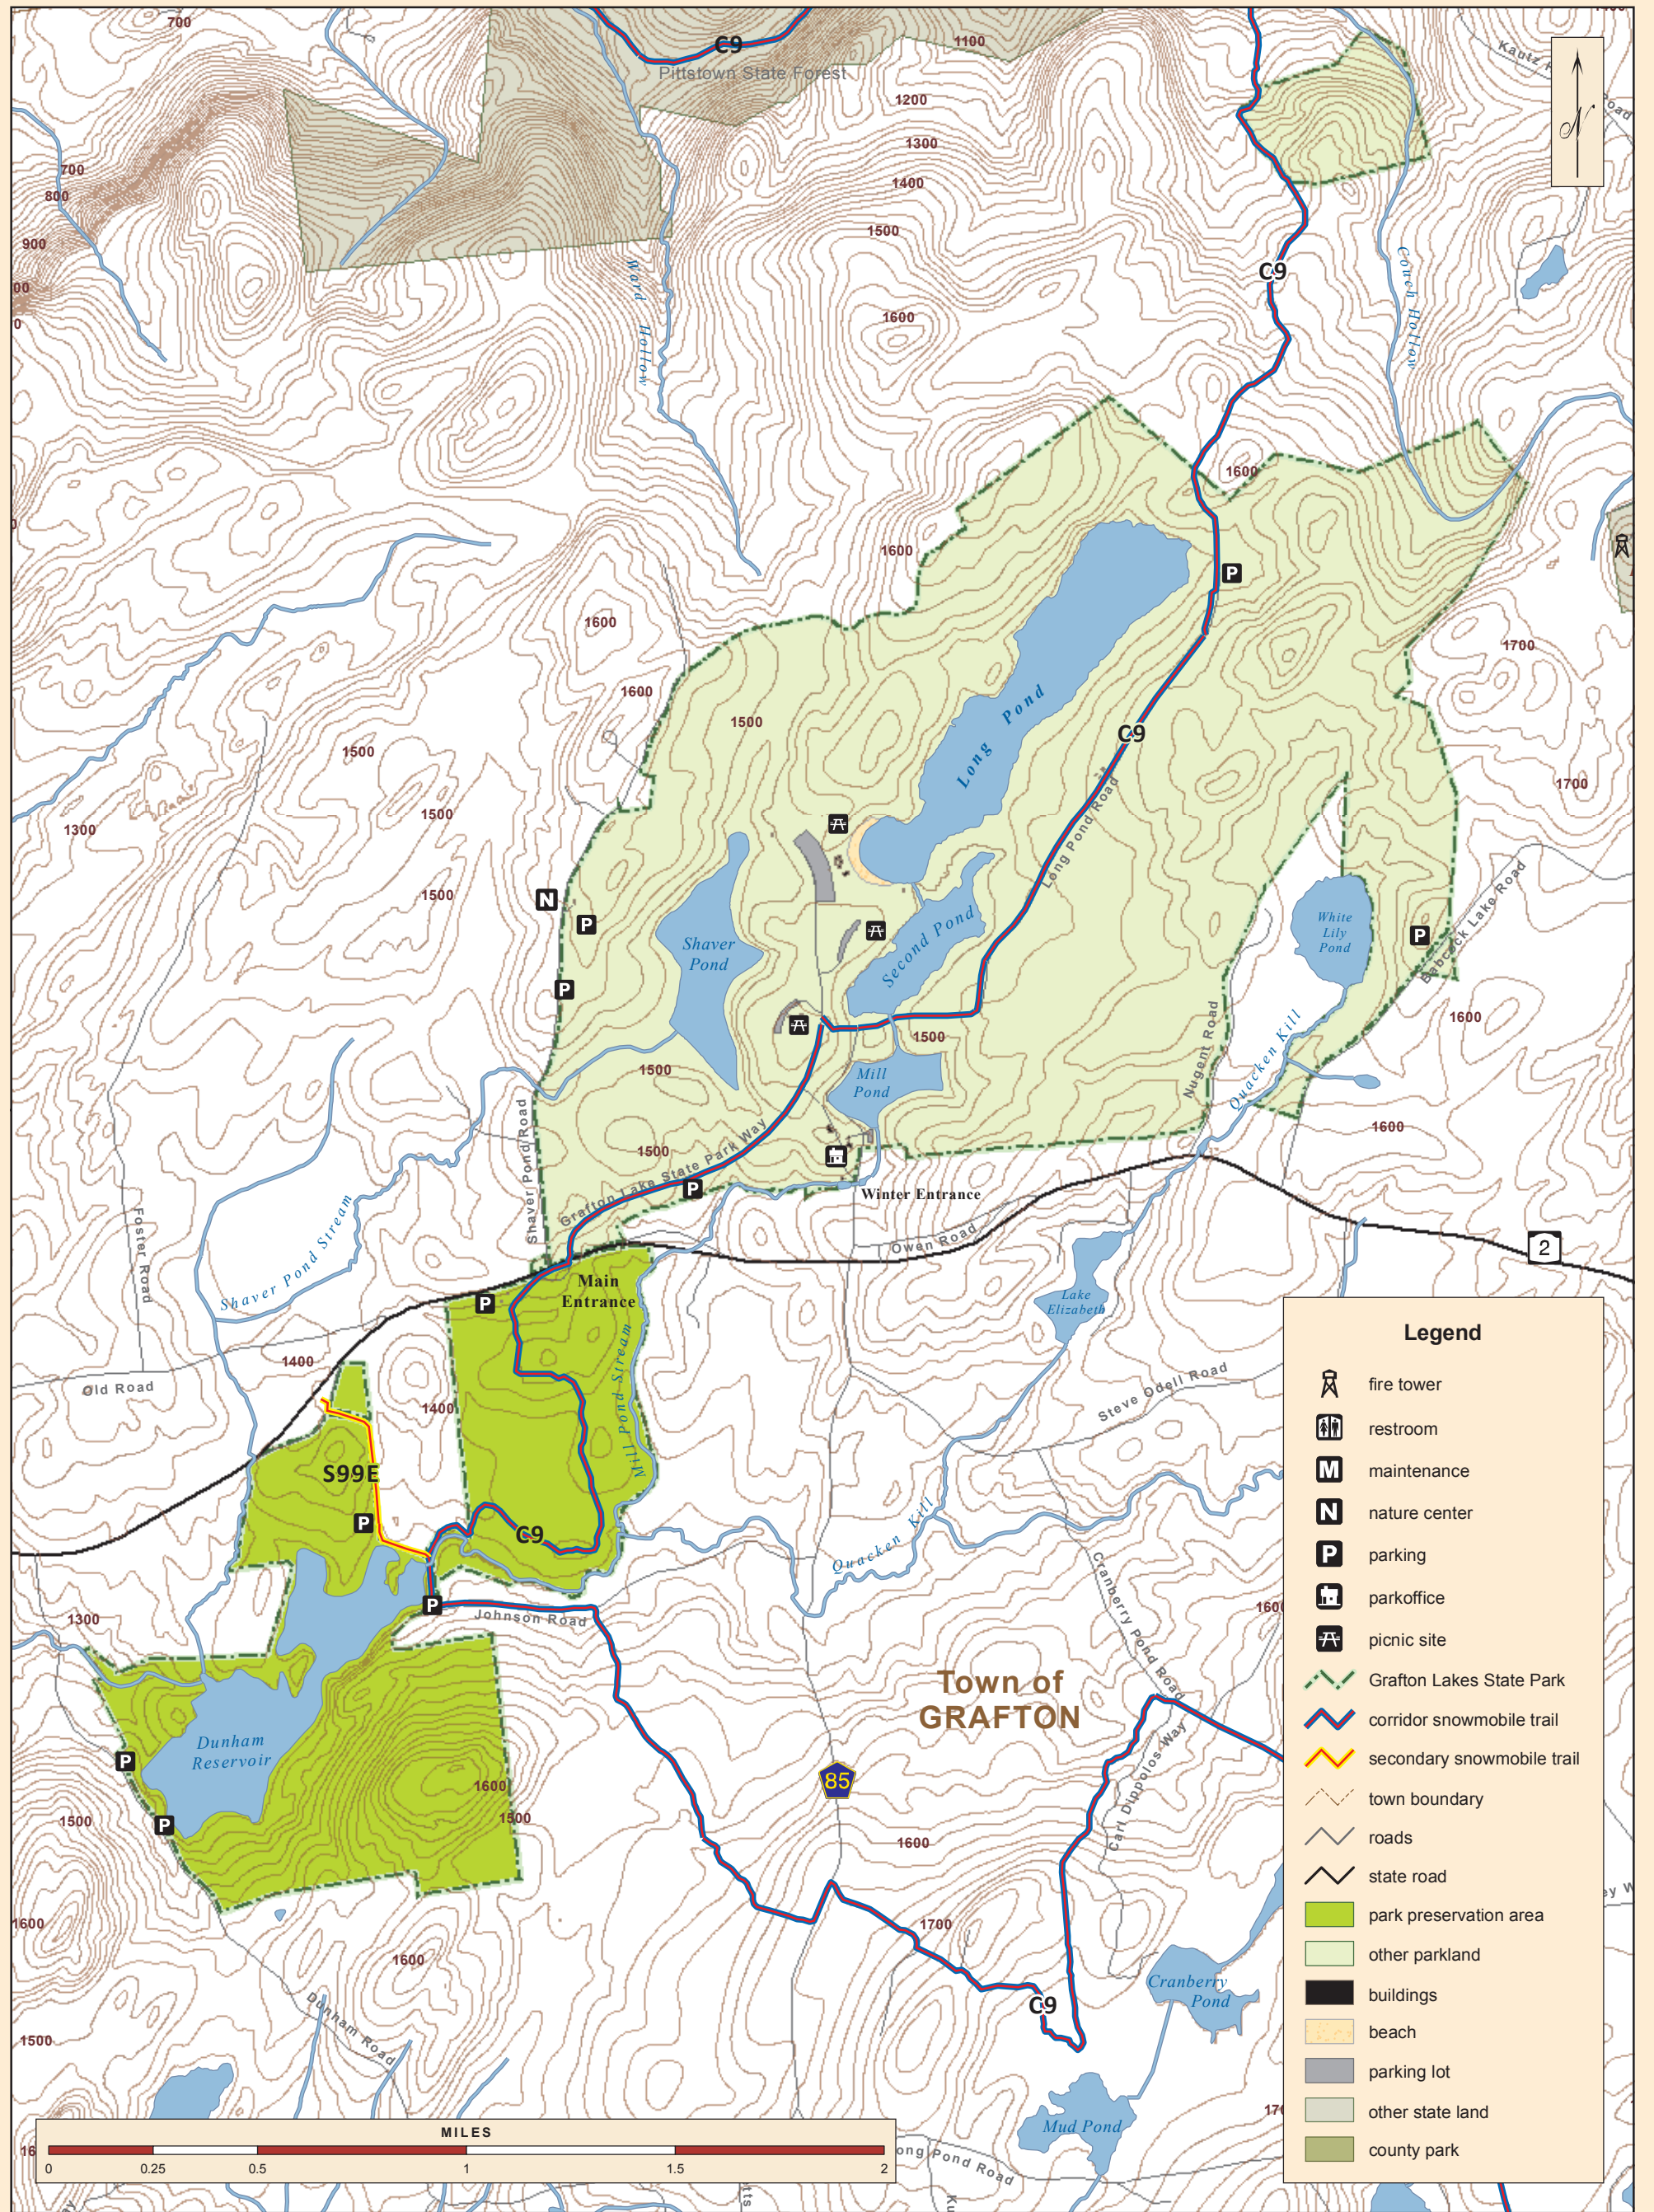 700
C9
Pittstown State Forest
1100
Kautz
Road
N
1200
1300
700
1400
800
1500
900
C9
Ward Hollow
Couch Hollow
1600
1600
1600
1600
1700
1600
P
1500
Long Pond
C9
1500
1700
1500
1300
Long Pond Road
1500
N
P
Shaver
Pond
Second Pond
White
Lily
Pond
P
Babcock Lake Road
P
1500
1600
Nugent Road
Quacken Kill
1500
Mill
Pond
1600
Shaver Pond Road
1500
Grafton Lake State Park Way
P
Winter Entrance
Owen Road
2
Foster Road
Shaver Pond Stream
Main
Entrance
P
Lake
Elizabeth
Mill Pond Stream
1400
Old Road
1400
Steve Odell Road
S99E
P
C9
Quacken Kill
Cranberry Pond Road
P
Johnson Road
1300
1600
Town of
GRAFTON
Dunham
Reservoir
P
85
Carl Dippolos Way
1600
1500
P
1500
1600
1600
1700
1600
C9
Cranberry
Pond
Dunham Road
1500
Mud Pond
ong Pond Road
Legend
fire tower
restroom
M maintenance
N nature center
P parking
parkoffice
picnic site
Grafton Lakes State Park
corridor snowmobile trail
secondary snowmobile trail
town boundary
roads
state road
park preservation area
other parkland
buildings
beach
parking lot
other state land
county park
MILES
0 0.25 0.5 1 1.5 2